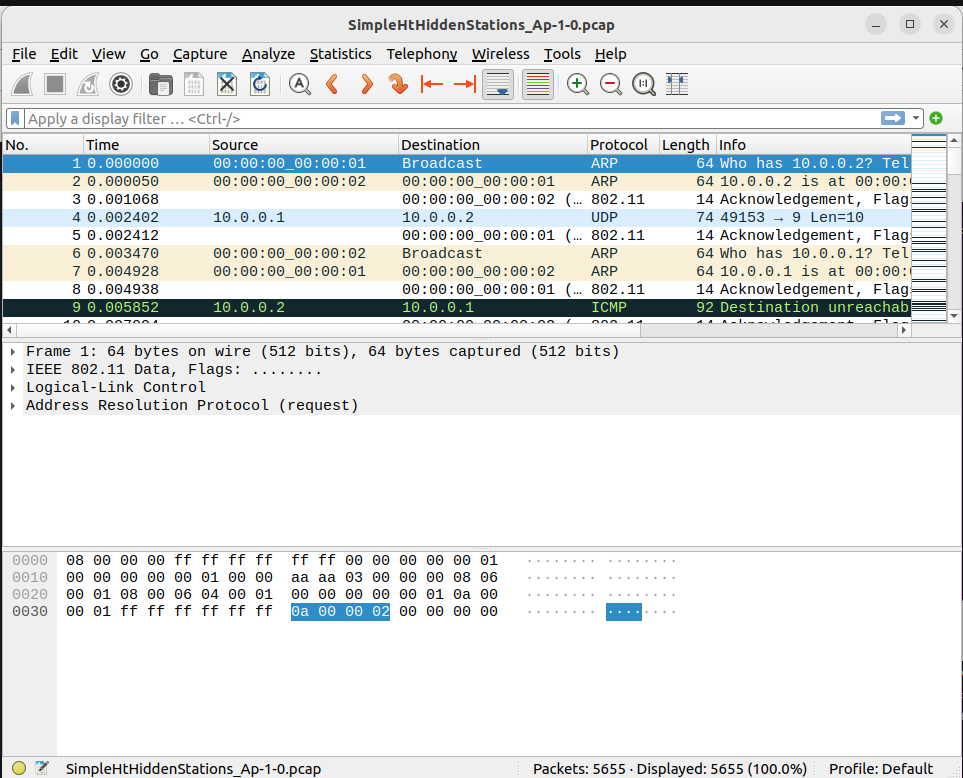 SimpleHtHiddenStations_Ap-1-0.pcap
File Edit View Go Capture Analyze Statistics Telephony Wireless Tools Help
Apply a display filter … <Ctrl-/>
No. Time Source Destination Protocol Length Info
1 0.000000 00:00:00_00:00:01 Broadcast ARP 64 Who has 10.0.0.2? Tel
2 0.000050 00:00:00_00:00:02 00:00:00_00:00:01 ARP 64 10.0.0.2 is at 00:00:
3 0.001068 00:00:00_00:00:02 (… 802.11 14 Acknowledgement, Flag
4 0.002402 10.0.0.1 10.0.0.2 UDP 74 49153 → 9 Len=10
5 0.002412 00:00:00_00:00:01 (… 802.11 14 Acknowledgement, Flag
6 0.003470 00:00:00_00:00:02 Broadcast ARP 64 Who has 10.0.0.1? Tel
7 0.004928 00:00:00_00:00:01 00:00:00_00:00:02 ARP 64 10.0.0.1 is at 00:00:
8 0.004938 00:00:00_00:00:01 (… 802.11 14 Acknowledgement, Flag
9 0.005852 10.0.0.2 10.0.0.1 ICMP 92 Destination unreachab
Frame 1: 64 bytes on wire (512 bits), 64 bytes captured (512 bits)
IEEE 802.11 Data, Flags: ........
Logical-Link Control
Address Resolution Protocol (request)
0000 08 00 00 00 ff ff ff ff ff ff 00 00 00 00 00 01 ········ ········
0010 00 00 00 00 00 01 00 00 aa aa 03 00 00 00 08 06 ········ ········
0020 00 01 08 00 06 04 00 01 00 00 00 00 00 01 0a 00 ········ ········
0030 00 01 ff ff ff ff ff ff 0a 00 00 02 00 00 00 00 ········ ········
SimpleHtHiddenStations_Ap-1-0.pcap Packets: 5655 · Displayed: 5655 (100.0%) Profile: Default